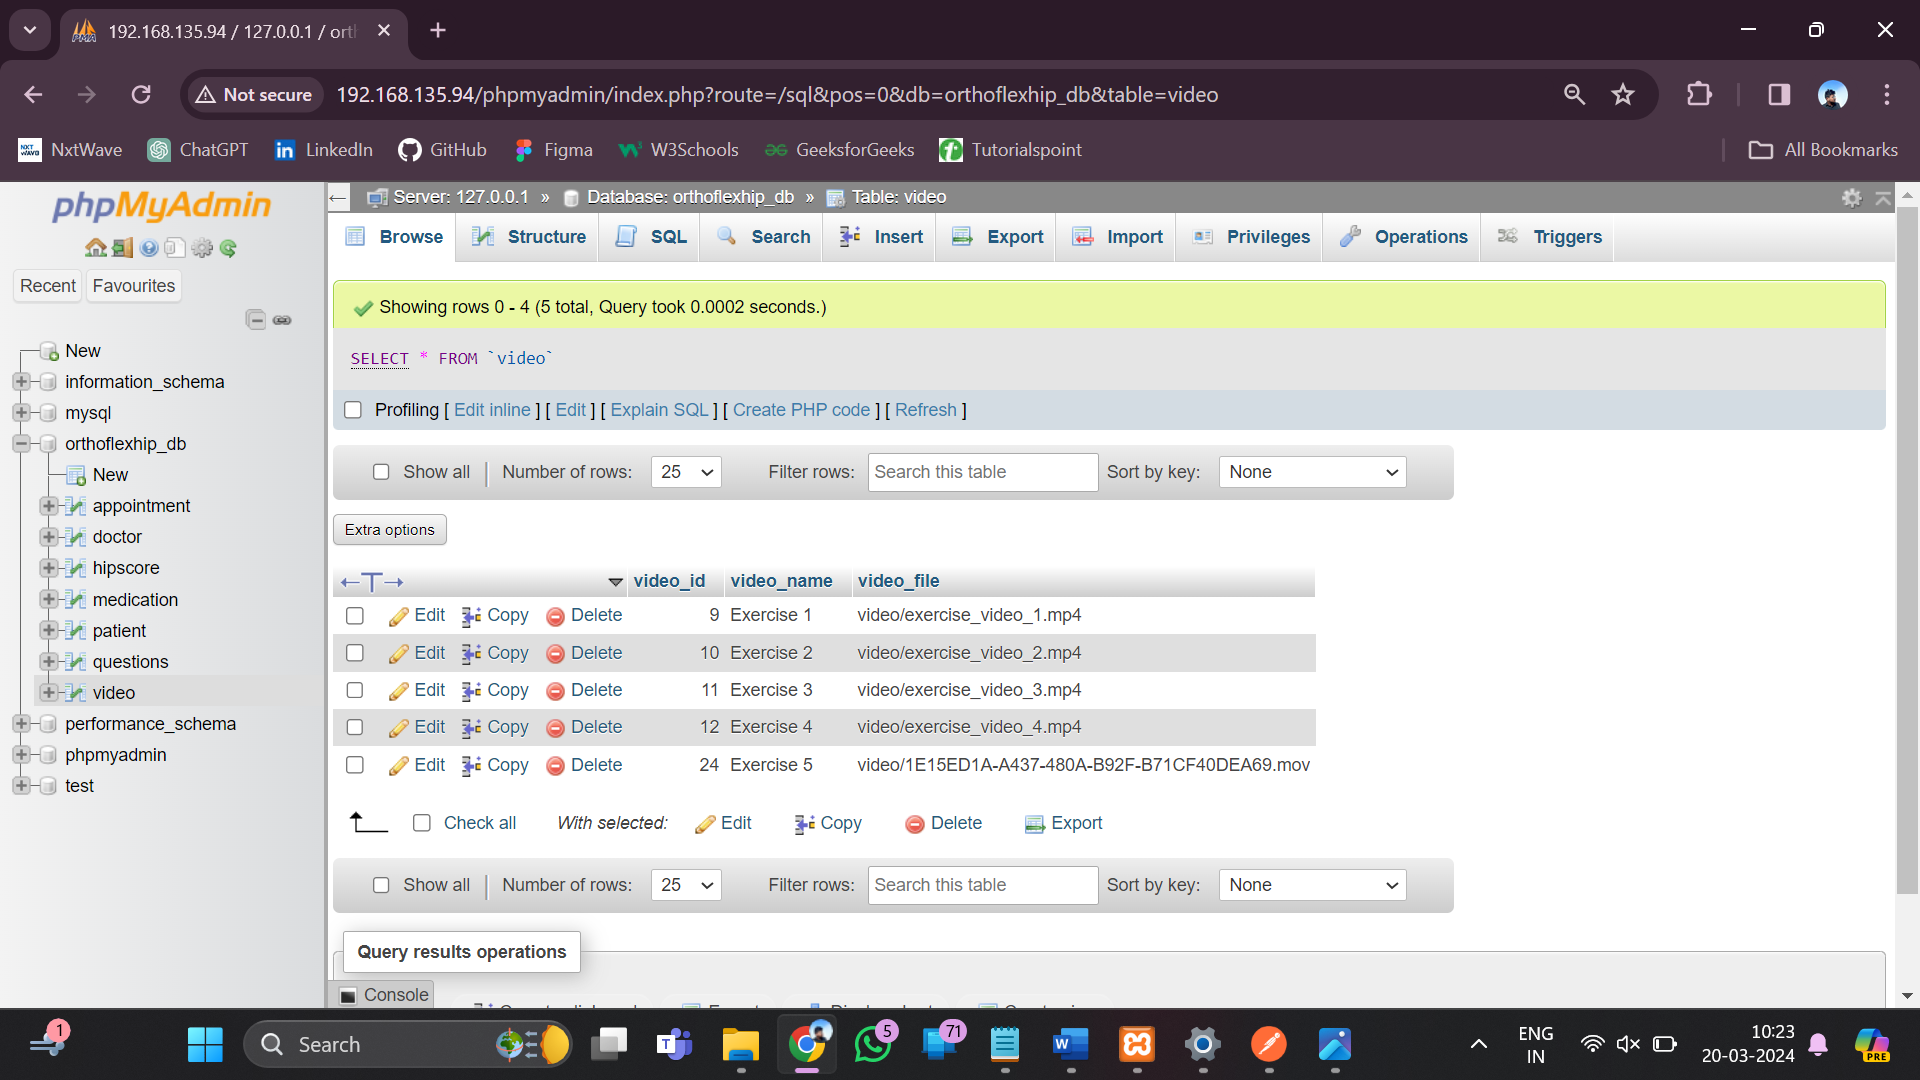 192.168.135.94 / 127.0.0.1 / ort
Not secure
192.168.135.94/phpmyadmin/index.php?route=/sql&pos=0&db=orthoflexhip_db&table=video
NxtWave ChatGPT LinkedIn GitHub Figma W3Schools GeeksforGeeks Tutorialspoint All Bookmarks
phpMyAdmin
Recent Favourites
New
information_schema
mysql
orthoflexhip_db
New
appointment
doctor
hipscore
medication
patient
questions
video
performance_schema
phpmyadmin
test
Server: 127.0.0.1 » Database: orthoflexhip_db » Table: video
Browse Structure SQL Search Insert Export Import Privileges Operations Triggers
Showing rows 0 - 4 (5 total, Query took 0.0002 seconds.)
SELECT * FROM `video`
Profiling [ Edit inline ] [ Edit ] [ Explain SQL ] [ Create PHP code ] [ Refresh ]
Show all Number of rows: 25 Filter rows: Search this table Sort by key: None
Extra options
video_id video_name video_file
Edit Copy Delete 9 Exercise 1 video/exercise_video_1.mp4
Edit Copy Delete 10 Exercise 2 video/exercise_video_2.mp4
Edit Copy Delete 11 Exercise 3 video/exercise_video_3.mp4
Edit Copy Delete 12 Exercise 4 video/exercise_video_4.mp4
Edit Copy Delete 24 Exercise 5 video/1E15ED1A-A437-480A-B92F-B71CF40DEA69.mov
Check all With selected: Edit Copy Delete Export
Show all Number of rows: 25 Filter rows: Search this table Sort by key: None
Query results operations
Console
1
Search
5
71
ENG
IN
10:23
20-03-2024
PRE